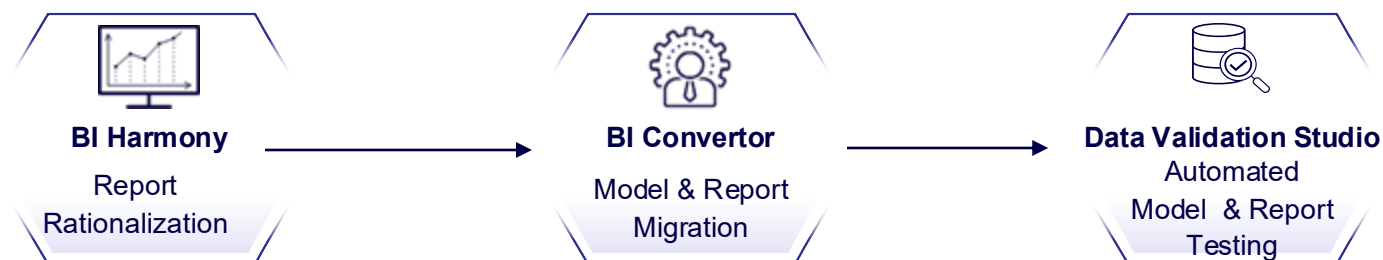 BI Harmony
Report
Rationalization
BI Convertor
Model & Report
Migration
Data Validation Studio
Automated
Model & Report
Testing